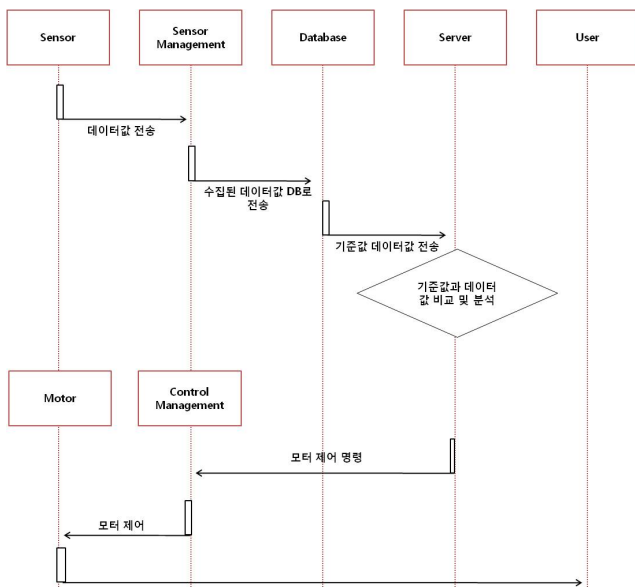 Sensor
Sensor
Management
Database
Server
User
데이터값 전송
수집된 데이터값 DB로
전송
기준값 데이터값 전송
기준값과 데이터
값 비교 및 분석
Motor
Control
Management
모터 제어 명령
모터 제어